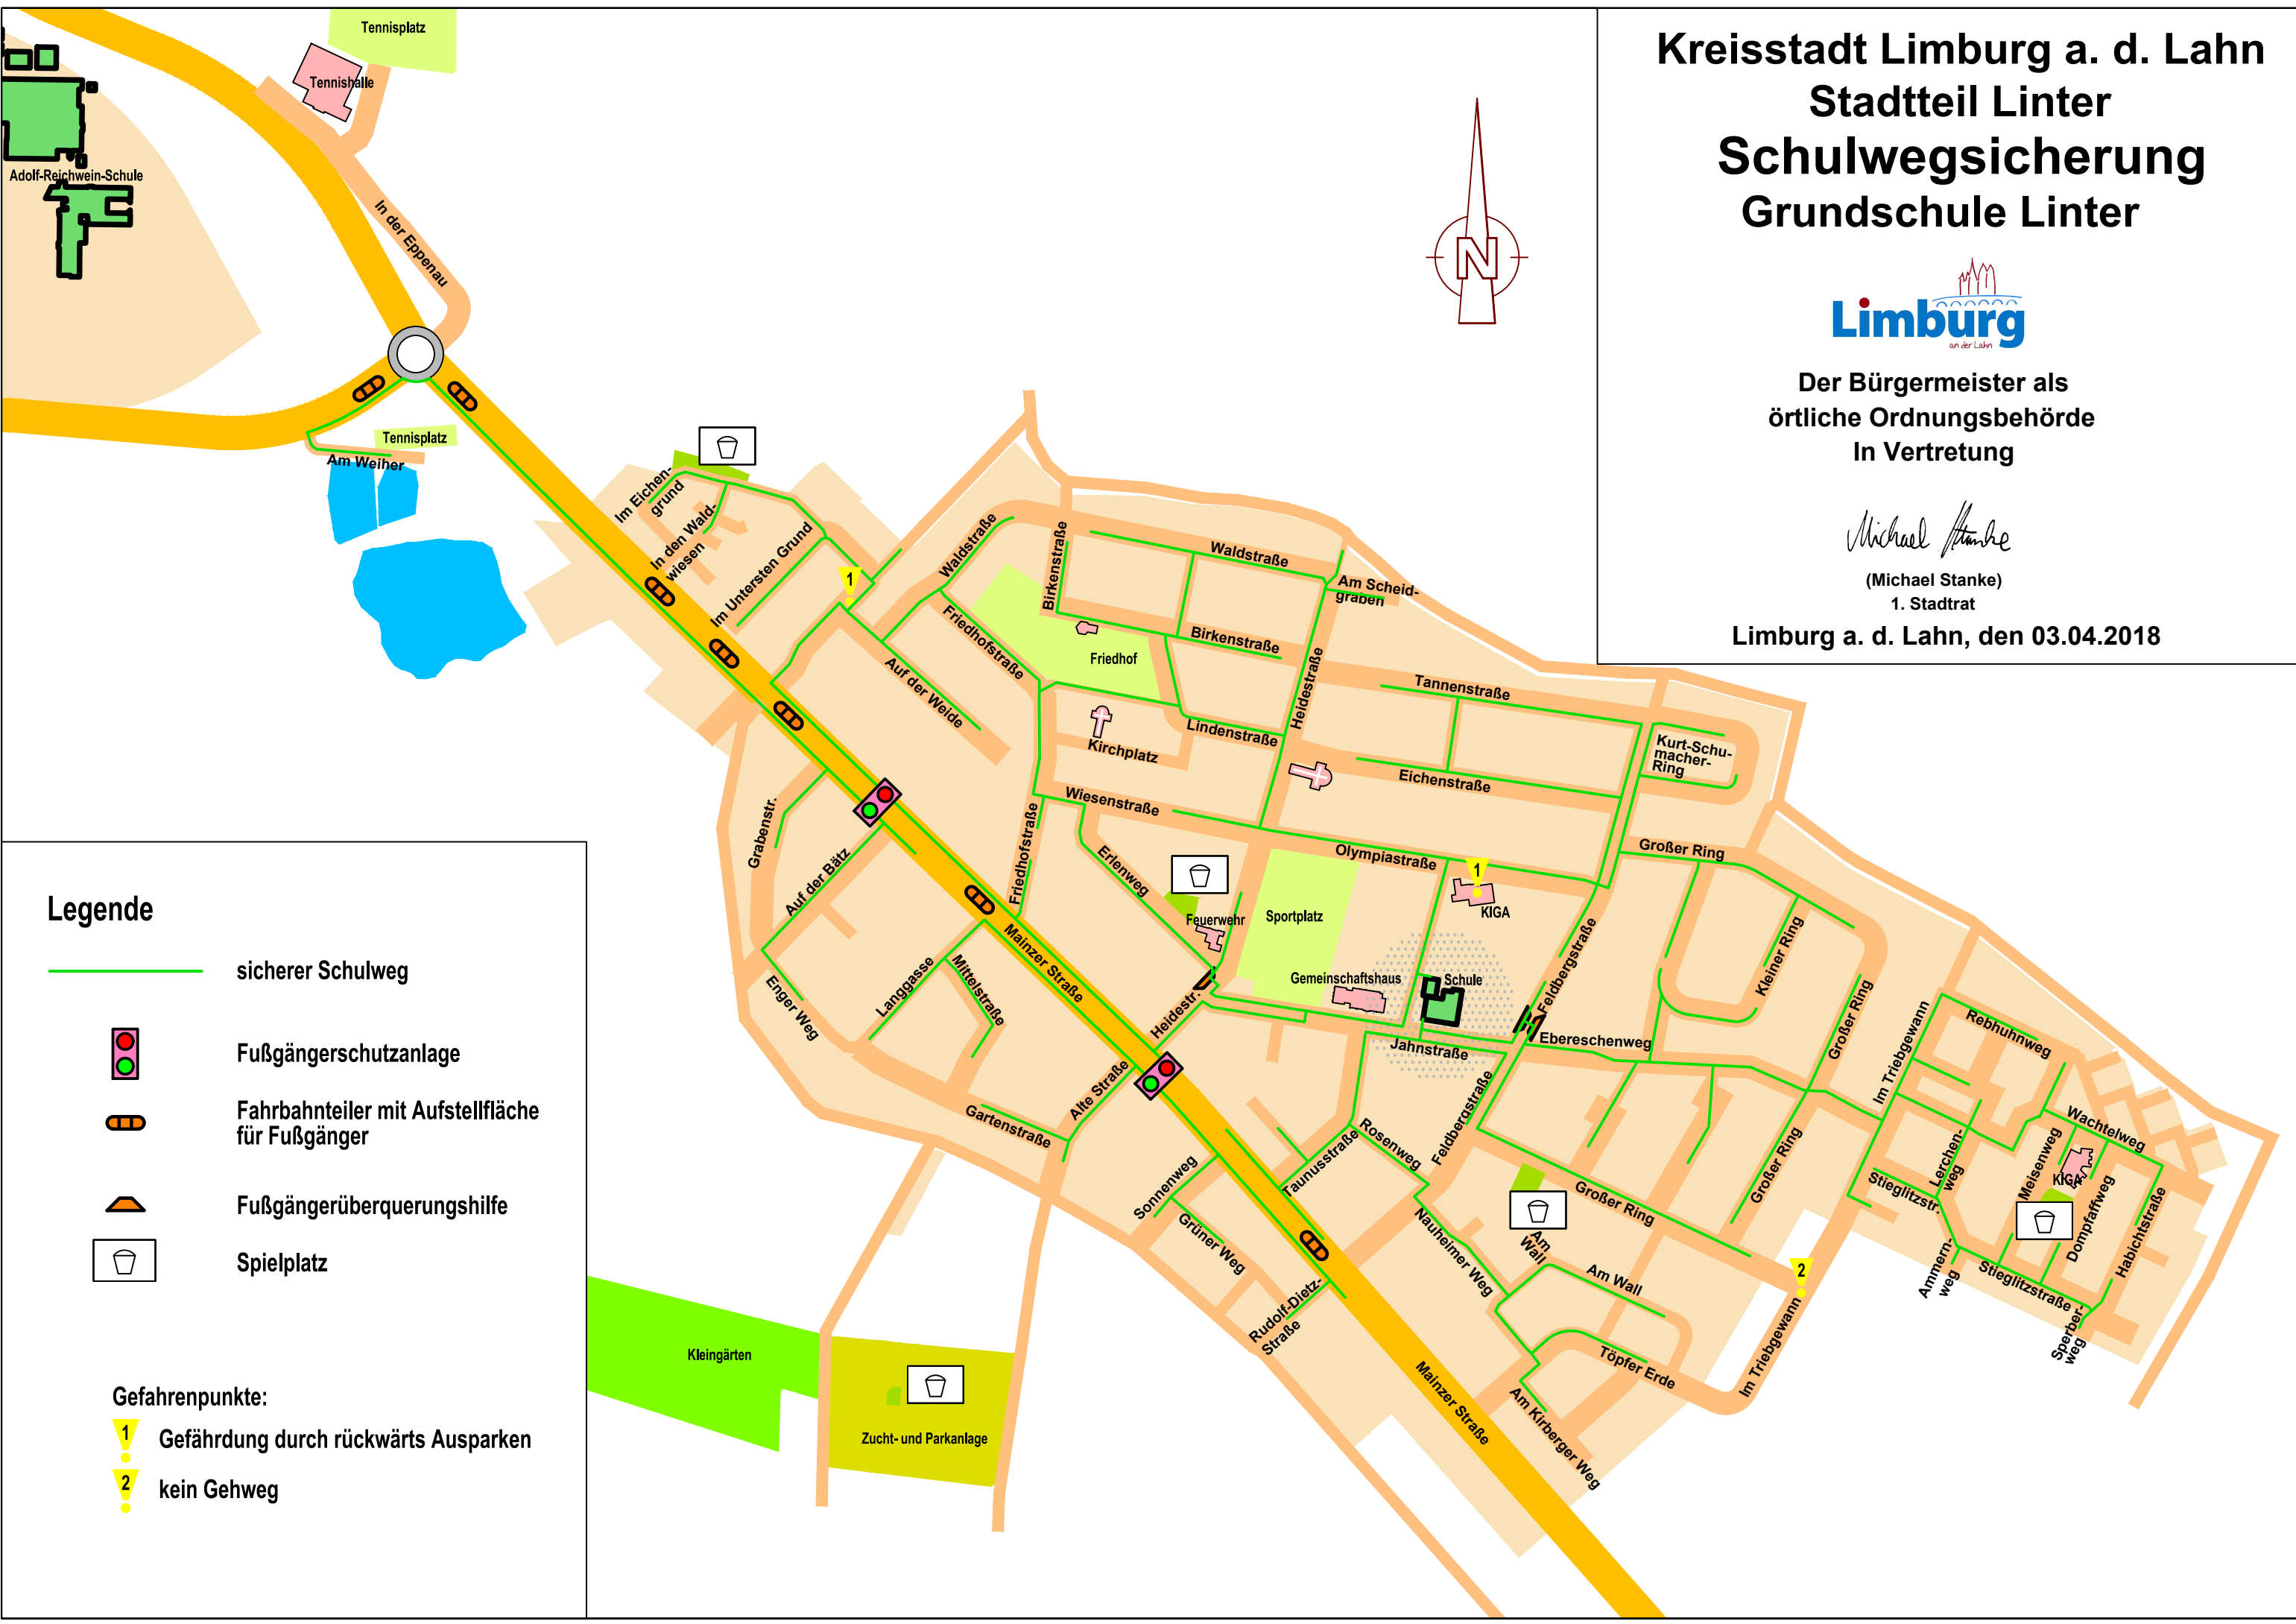 Kreisstadt Limburg a. d. Lahn
Stadtteil Linter
Schulwegsicherung
Grundschule Linter
Limburg
an der Lahn
Der Bürgermeister als
örtliche Ordnungsbehörde
In Vertretung
Michael Stanke
(Michael Stanke)
1. Stadtrat
Limburg a. d. Lahn, den 03.04.2018
N
Tennisplatz
Tennishalle
Adolf-Reichwein-Schule
In der Eppenau
Tennisplatz
Am Weiher
Im Eichen-
grund
In den Wald-
wiesen
Im Untersten Grund
1
Waldstraße
Birkenstraße
Waldstraße
Am Scheid-
graben
Friedhofstraße
Friedhof
Birkenstraße
Heidestraße
Auf der Weide
Tannenstraße
Kirchplatz
Lindenstraße
Kurt-Schu-
macher-
Ring
Eichenstraße
Wiesenstraße
Grabenstr.
Friedhofstraße
Erlenweg
Olympiastraße
1
KIGA
Großer Ring
Auf der Bätz
Feuerwehr
Sportplatz
Mainzer Straße
Feldbergstraße
Kleiner Ring
Enger Weg
Langgasse
Mittelstraße
Heidestr.
Gemeinschaftshaus
Schule
Großer Ring
Jahnstraße
Ebereschenweg
Im Triebgewann
Rebhuhnweg
Gartenstraße
Alte Straße
Feldbergstraße
Rosenweg
Taunusstraße
Wachtelweg
Sonnenweg
Grüner Weg
Großer Ring
Großer Ring
Lerchen-
weg
Stieglitzstr.
Meisenweg
KIGA
Dompfaffweg
Habichtstraße
Nauheimer Weg
Am
Wall
Am Wall
2
Ammern-
weg
Stieglitzstraße
Sperber-
weg
Rudolf-Dietz-
Straße
Töpfer Erde
Im Triebgewann
Mainzer Straße
Am Kirberger Weg
Kleingärten
Zucht- und Parkanlage
Legende
sicherer Schulweg
Fußgängerschutzanlage
Fahrbahnteiler mit Aufstellfläche
für Fußgänger
Fußgängerüberquerungshilfe
Spielplatz
Gefahrenpunkte:
1 Gefährdung durch rückwärts Ausparken
2 kein Gehweg